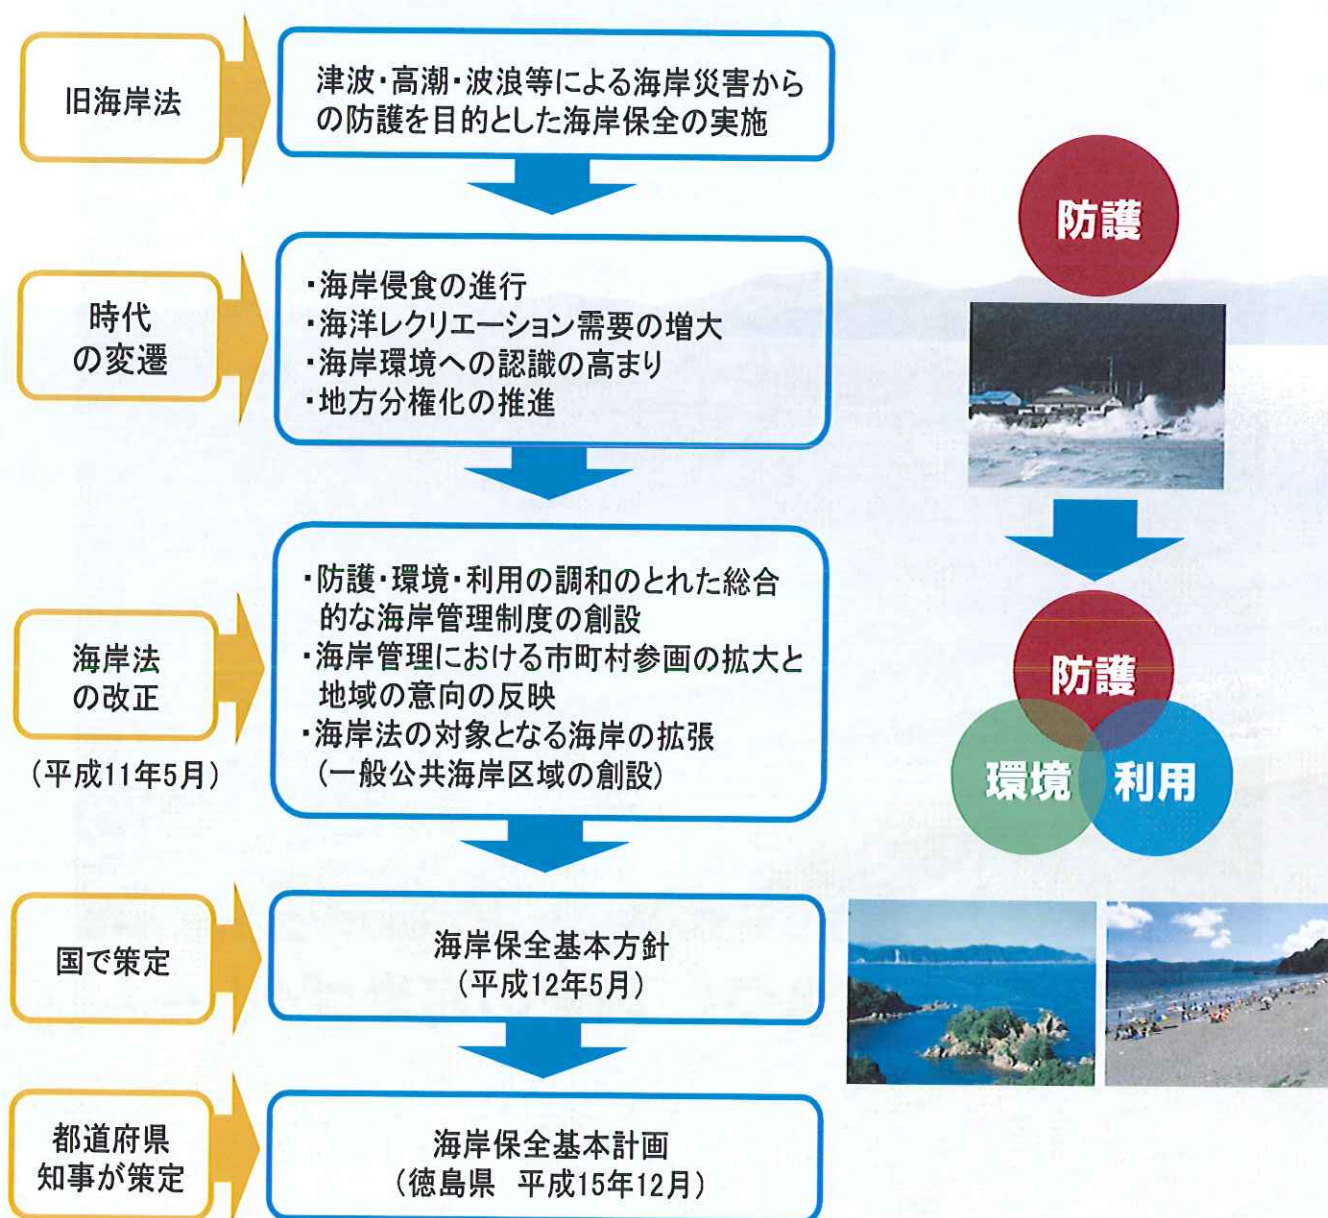 旧海岸法
津波・高潮・波浪等による海岸災害から
の防護を目的とした海岸保全の実施
時代
の変遷
・海岸侵食の進行
・海洋レクリエーション需要の増大
・海岸環境への認識の高まり
・地方分権化の推進
海岸法
の改正
（平成11年5月）
・防護・環境・利用の調和のとれた総合
的な海岸管理制度の創設
・海岸管理における市町村参画の拡大と
地域の意向の反映
・海岸法の対象となる海岸の拡張
（一般公共海岸区域の創設）
国で策定
海岸保全基本方針
（平成12年5月）
都道府県
知事が策定
海岸保全基本計画
（徳島県　平成15年12月）
防護
防護
環境
利用